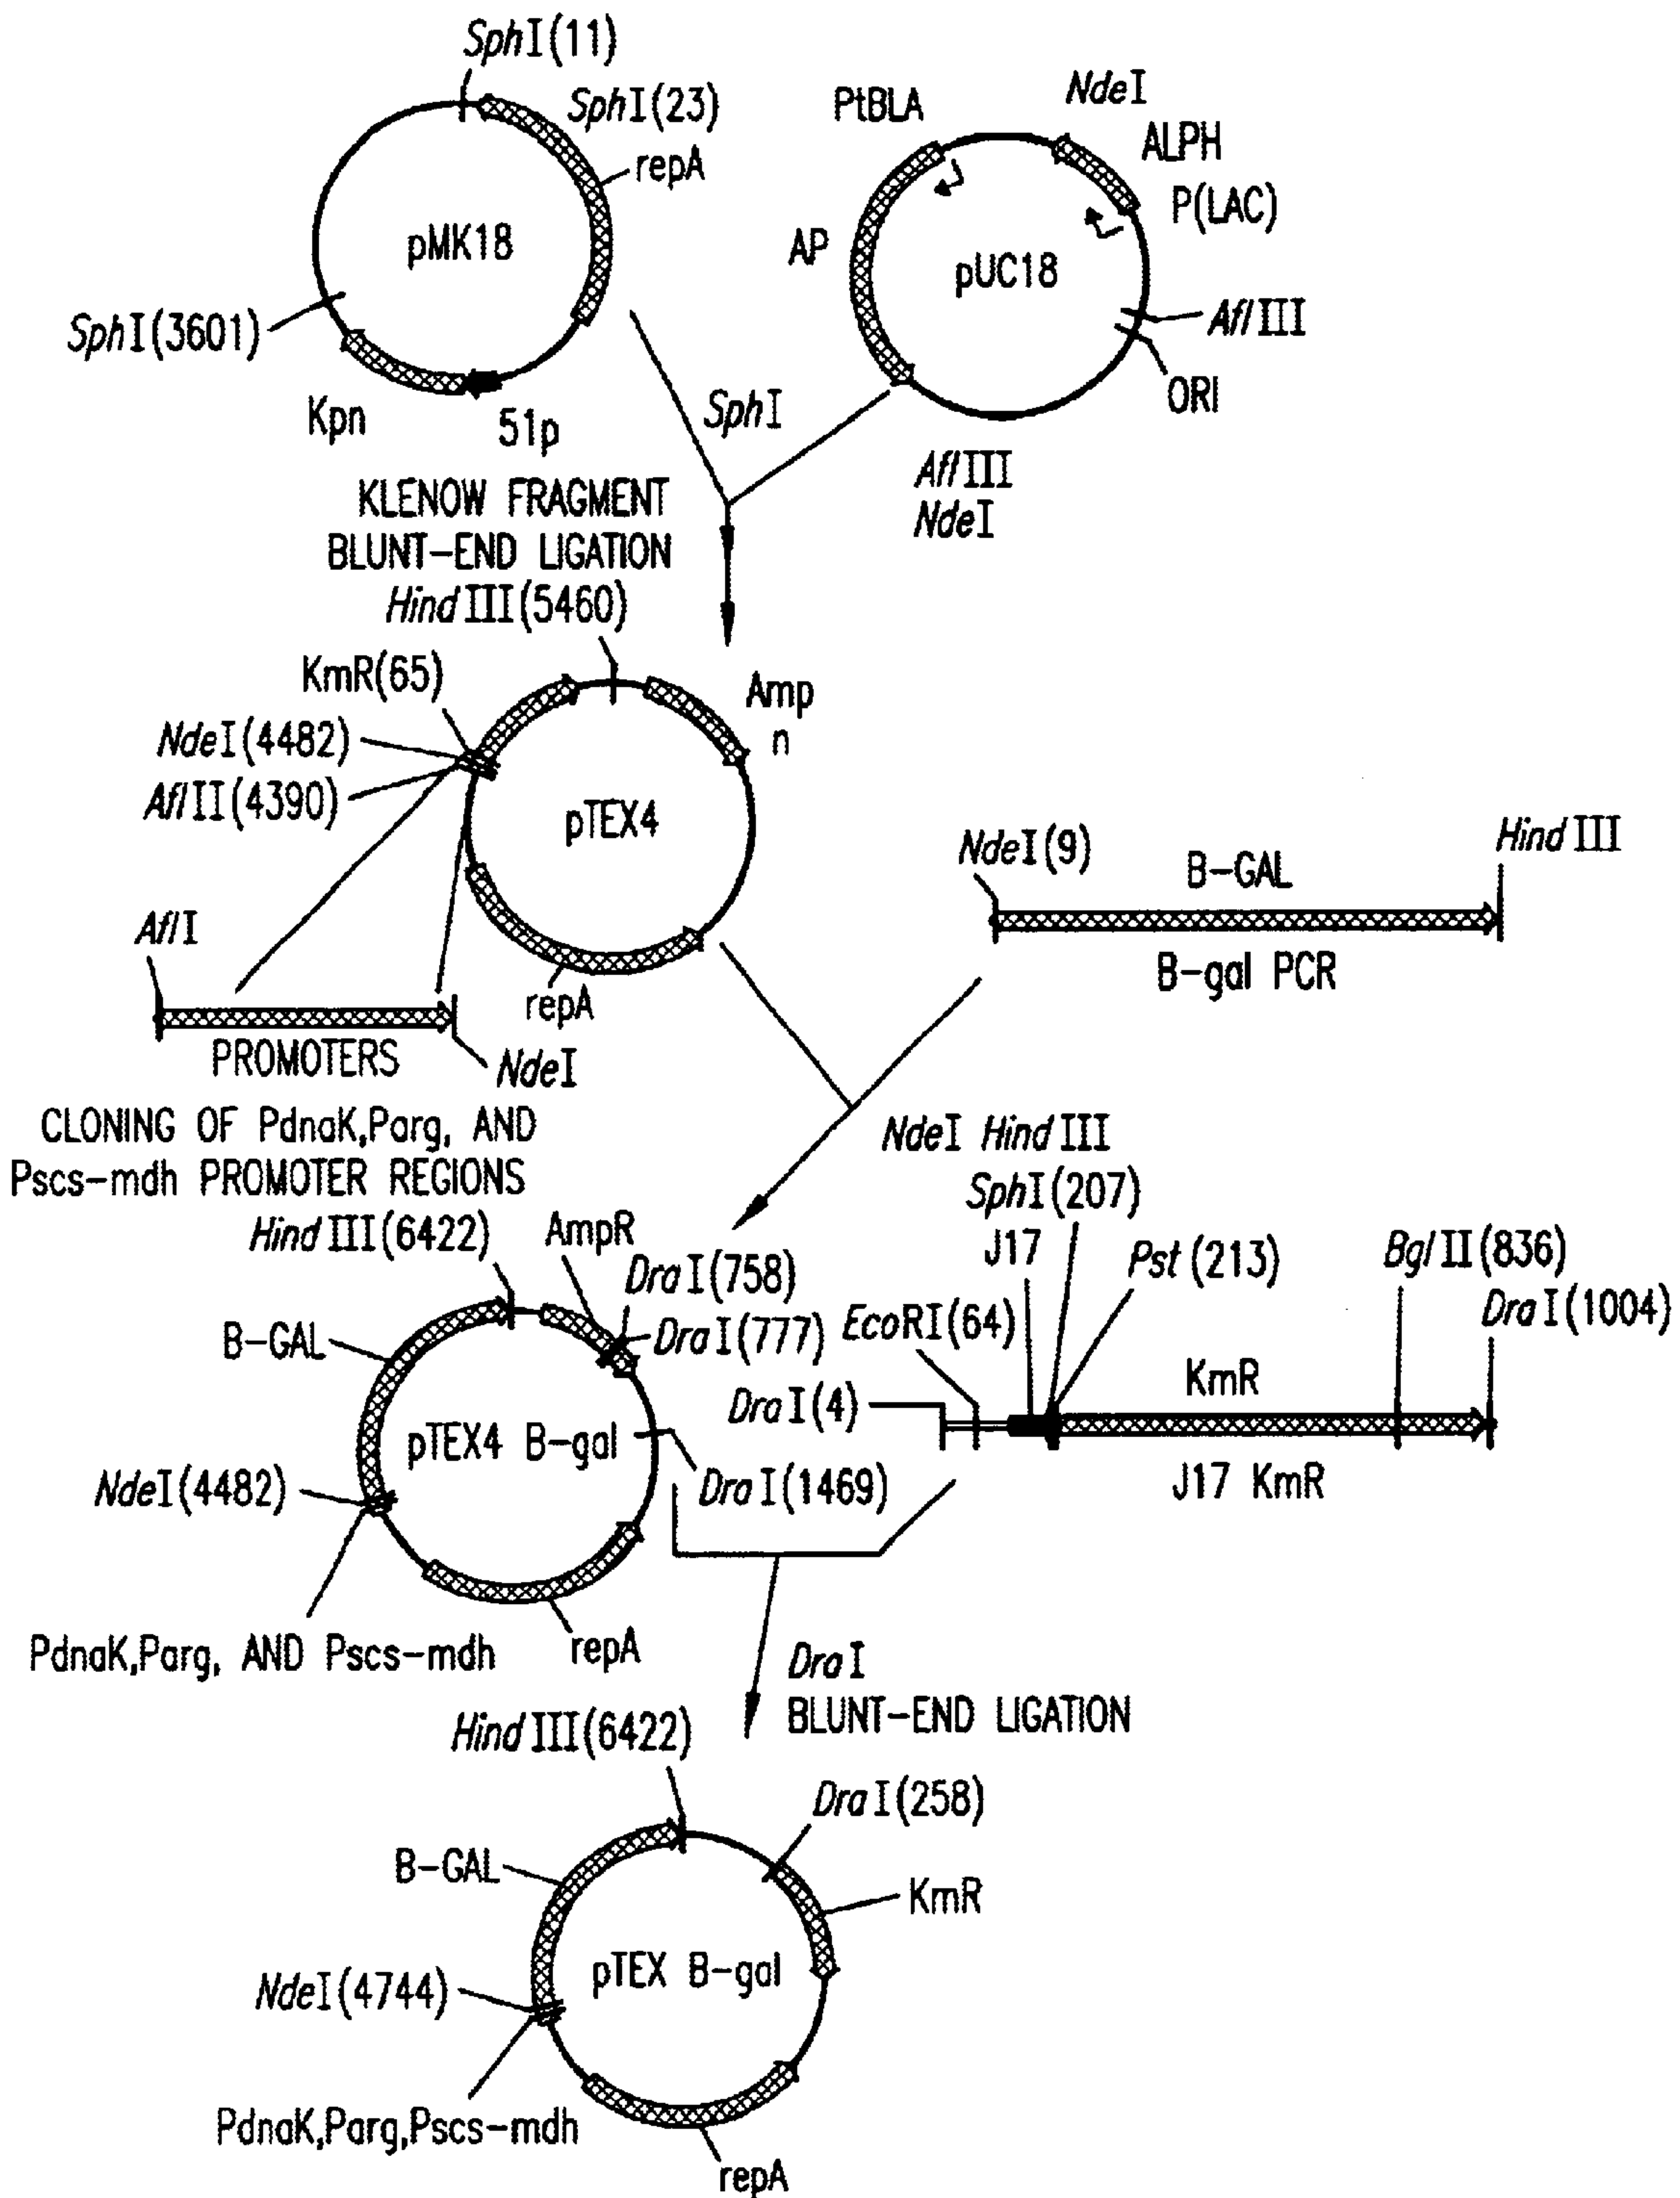 SphI(11)
SphI(23)
repA
pMK18
SphI(3601)
Kpn
51p
PtBLA
NdeI
ALPH
P(LAC)
AP
pUC18
AflIII
ORI
SphI
AflIII
NdeI
KLENOW FRAGMENT
BLUNT-END LIGATION
HindIII(5460)
KmR(65)
NdeI(4482)
AflII(4390)
Amp
n
pTEX4
repA
AflI
PROMOTERS
NdeI
CLONING OF PdnaK,Parg, AND
Pscs-mdh PROMOTER REGIONS
NdeI(9)
HindIII
B-GAL
B-gal PCR
NdeI HindIII
HindIII(6422)
AmpR
DraI(758)
DraI(777)
B-GAL
pTEX4 B-gal
NdeI(4482)
DraI(1469)
PdnaK,Parg, AND Pscs-mdh
repA
SphI(207)
J17
Pst(213)
BglII(836)
EcoRI(64)
DraI(1004)
DraI(4)
KmR
J17 KmR
DraI
BLUNT-END LIGATION
HindIII(6422)
DraI(258)
B-GAL
KmR
pTEX B-gal
NdeI(4744)
PdnaK,Parg,Pscs-mdh
repA